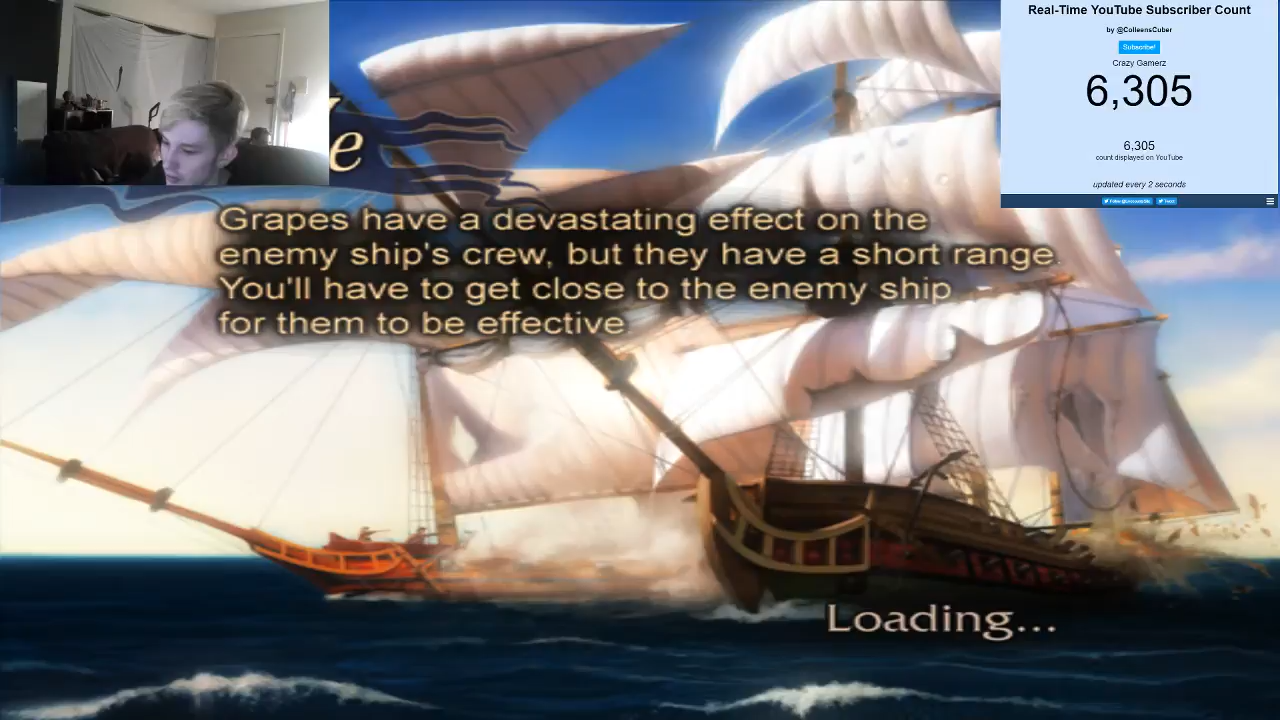 Real-Time YouTube Subscriber Count
by @ColleensCuber
Subscribe!
Crazy Gamerz
6,305
6,305
count displayed on YouTube
updated every 2 seconds
Tweet
e
Grapes have a devastating effect on the
enemy ship's crew, but they have a short range.
You'll have to get close to the enemy ship
for them to be effective.
Loading...